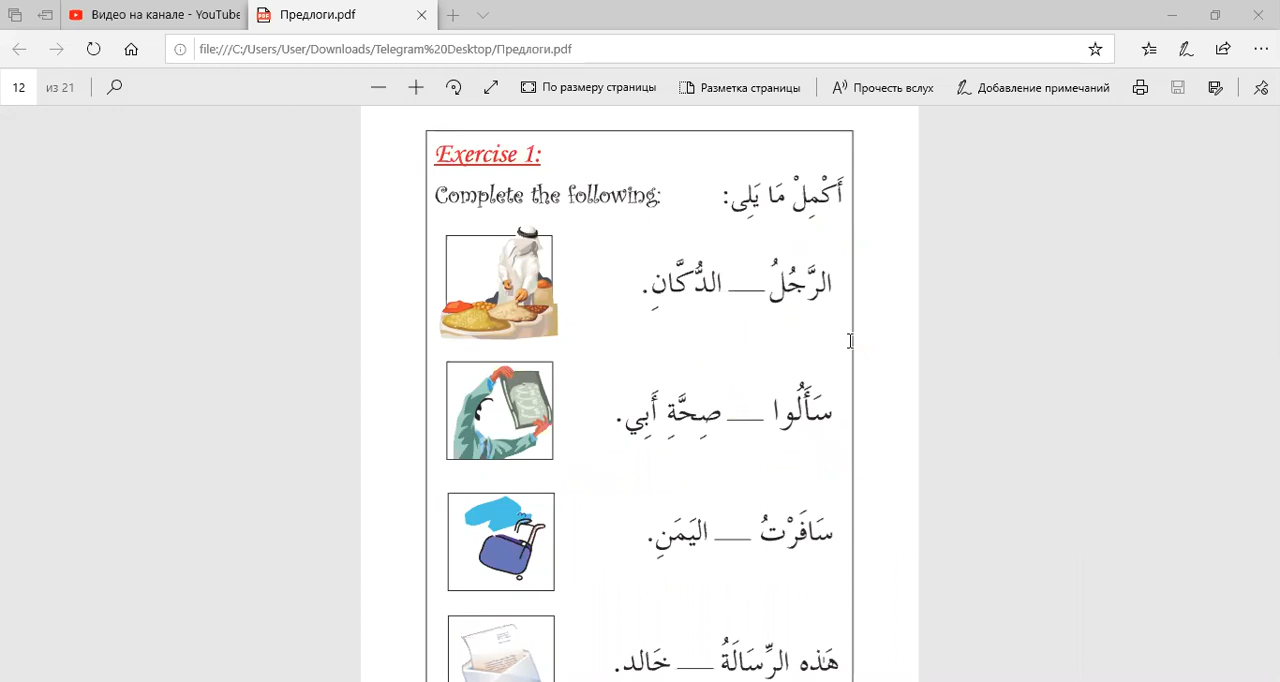 Видео на канале - YouTube
Предлоги.pdf
file:///C:/Users/User/Downloads/Telegram%20Desktop/Предлоги.pdf
12 из 21
По размеру страницы
Разметка страницы
Прочесть вслух
Добавление примечаний
Exercise 1:
Complete the following: أَكْمِلْ مَا يَلِى:
الرَّجُلُ ___ الدُّكَّانِ.
سَأَلُوا ___ صِحَّةِ أَبِي.
سَافَرْتُ ___ اليَمَنِ.
هَذِه الرِّسَالَةُ ___ خَالِد.